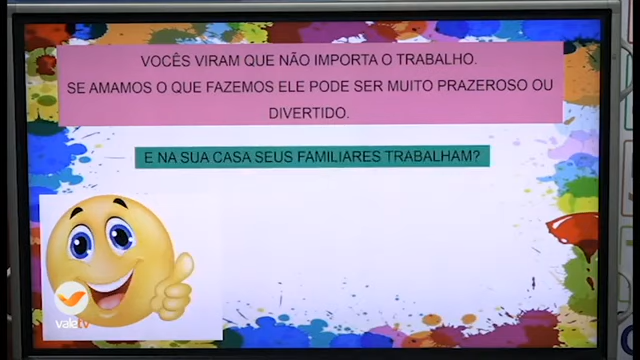 VOCÊS VIRAM QUE NÃO IMPORTA O TRABALHO.
SE AMAMOS O QUE FAZEMOS ELE PODE SER MUITO PRAZEROSO OU
DIVERTIDO.
E NA SUA CASA SEUS FAMILIARES TRABALHAM?
valetv